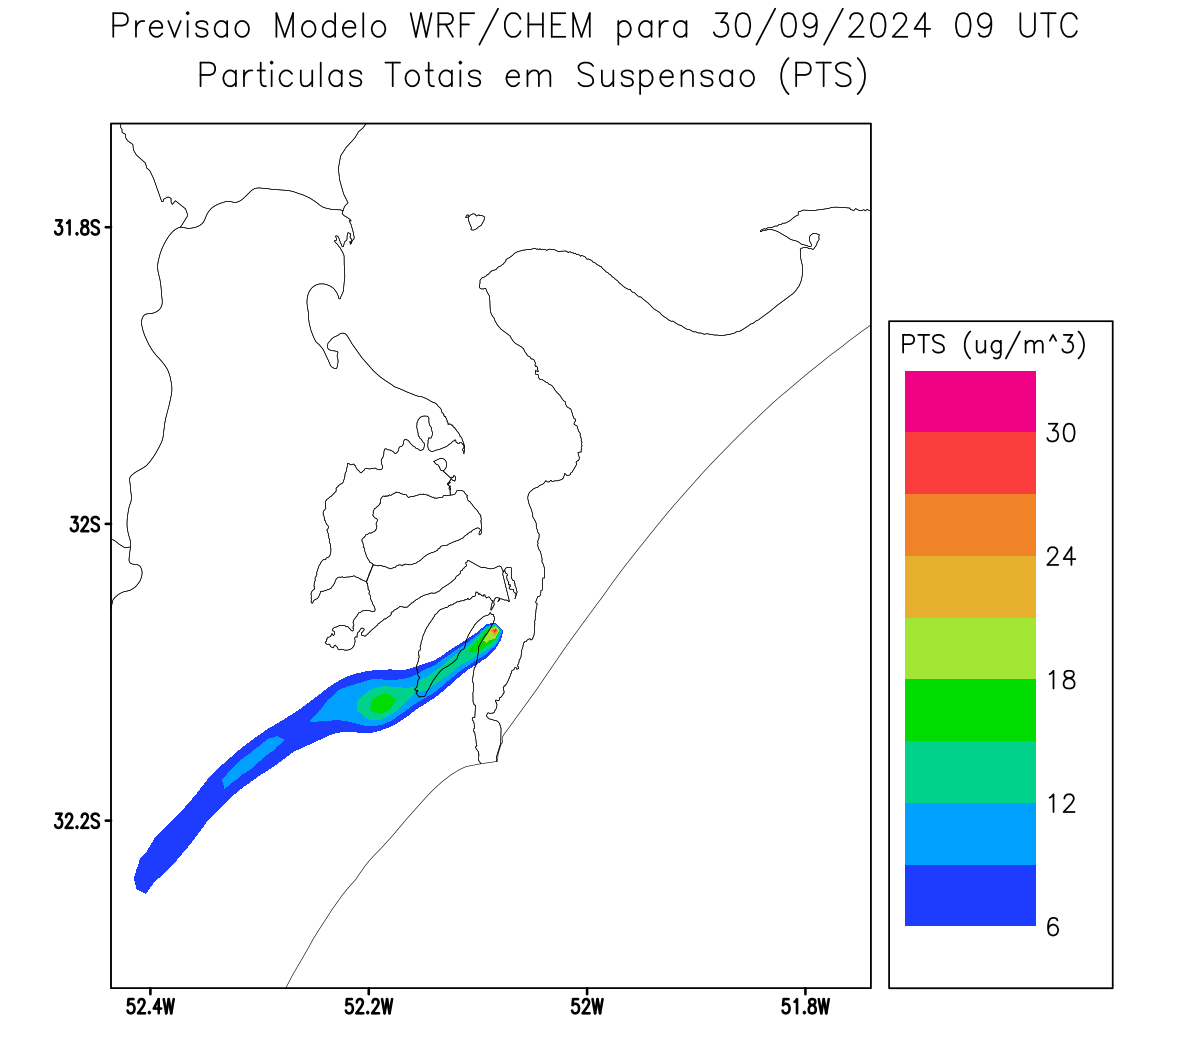 Previsao Modelo WRF/CHEM para 30/09/2024 09 UTC
Particulas Totais em Suspensao (PTS)
31.8S
32S
32.2S
52.4W
52.2W
52W
51.8W
PTS (ug/m^3)
30
24
18
12
6